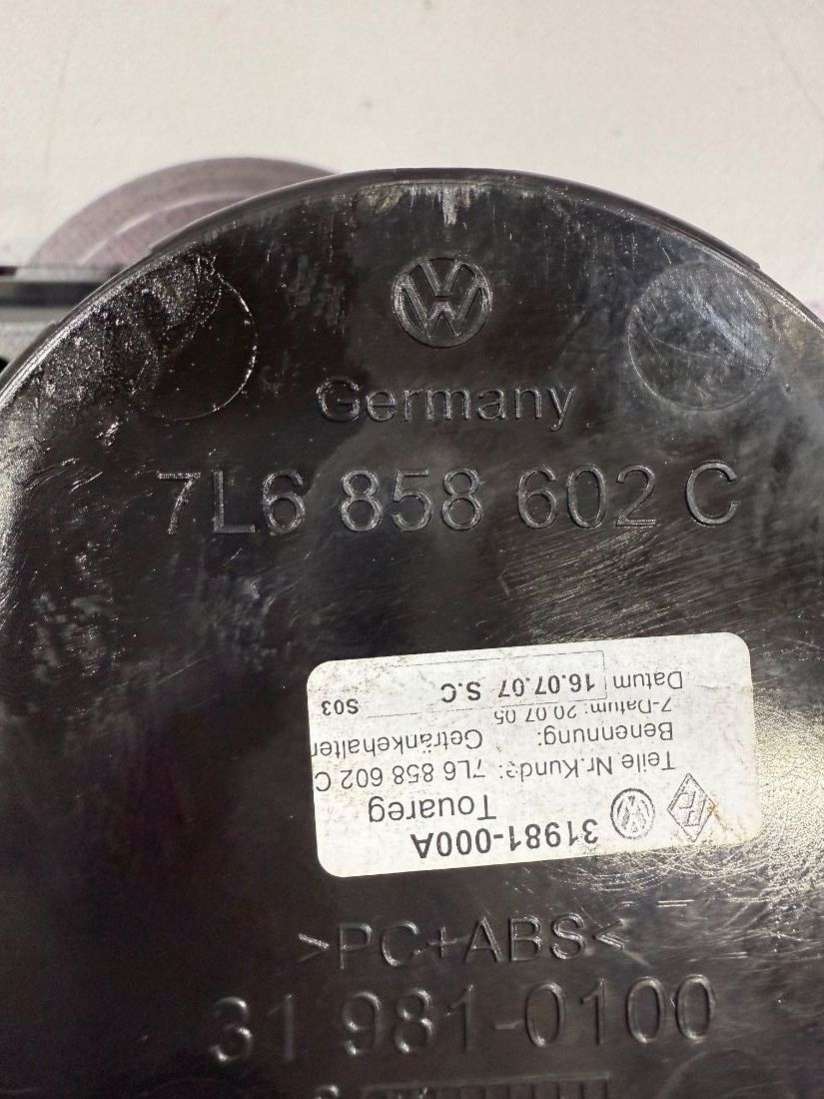 Germany
7L6 858 602 C
31981-000A
Touareg
Teile.Nr.Kunde: 7L6 858 602 C
Benennung: Getränkehalter
Z-Datum: 20.07.05
Datum 16.07.07 S.C S03
>PC+ABS<
31 981-0100